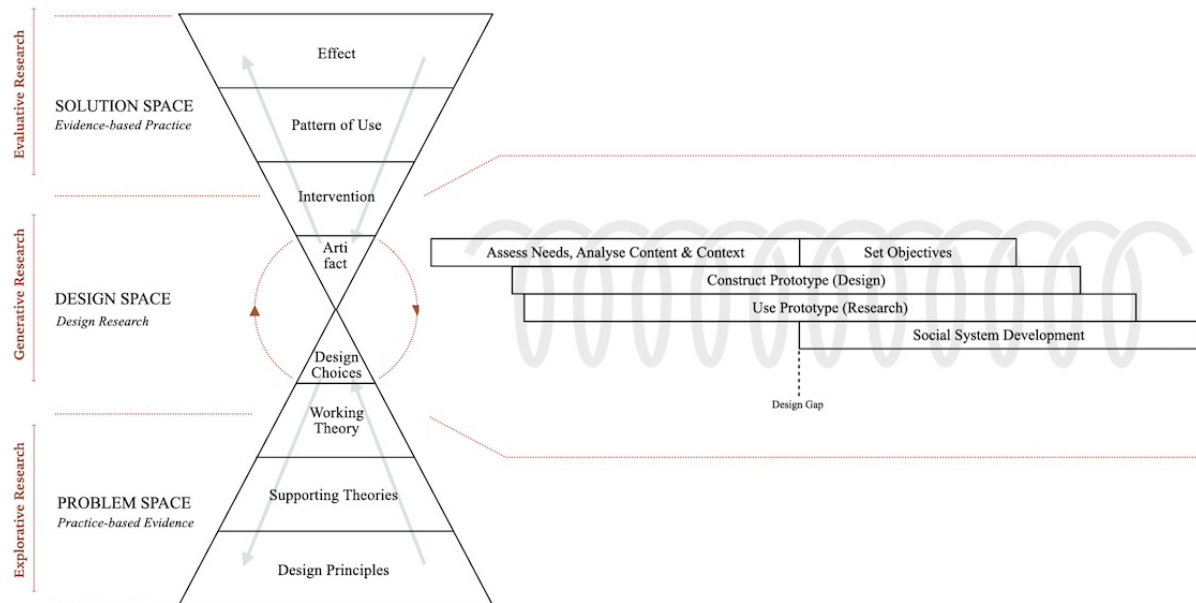 Evaluative Research
SOLUTION SPACE
Evidence-based Practice
Effect
Pattern of Use
Intervention
Generative Research
DESIGN SPACE
Design Research
Arti
fact
Design
Choices
Assess Needs, Analyse Content & Context
Set Objectives
Construct Prototype (Design)
Use Prototype (Research)
Social System Development
Design Gap
Explorative Research
PROBLEM SPACE
Practice-based Evidence
Working
Theory
Supporting Theories
Design Principles